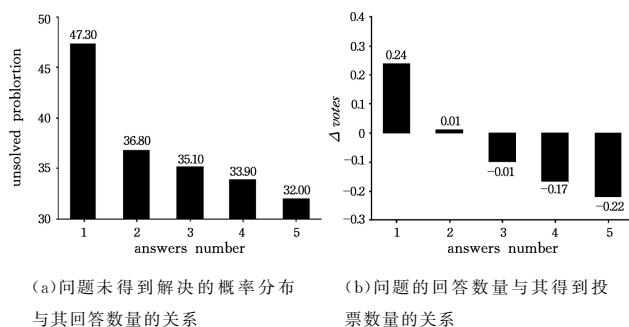 50
45
40
35
30
unsolved problortion
47.30
36.80
35.10
33.90
32.00
1 2 3 4 5
answers number
(a)问题未得到解决的概率分布
与其回答数量的关系
0.4
0.3
0.2
0.1
0
-0.1
-0.2
-0.3
Δ votes
0.24
0.01
-0.01
-0.17
-0.22
1 2 3 4 5
answers number
(b)问题的回答数量与其得到投
票数量的关系